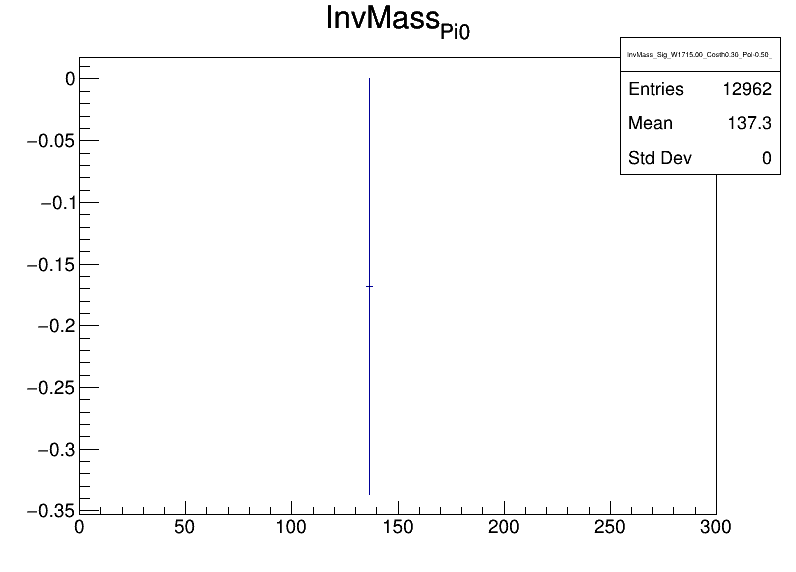 InvMassPi0
InvMass_Sig_W1715.00_Costh0.30_Pol-0.50_
Entries 12962
Mean 137.3
Std Dev 0
0
−0.05
−0.1
−0.15
−0.2
−0.25
−0.3
−0.35
0 50 100 150 200 250 300